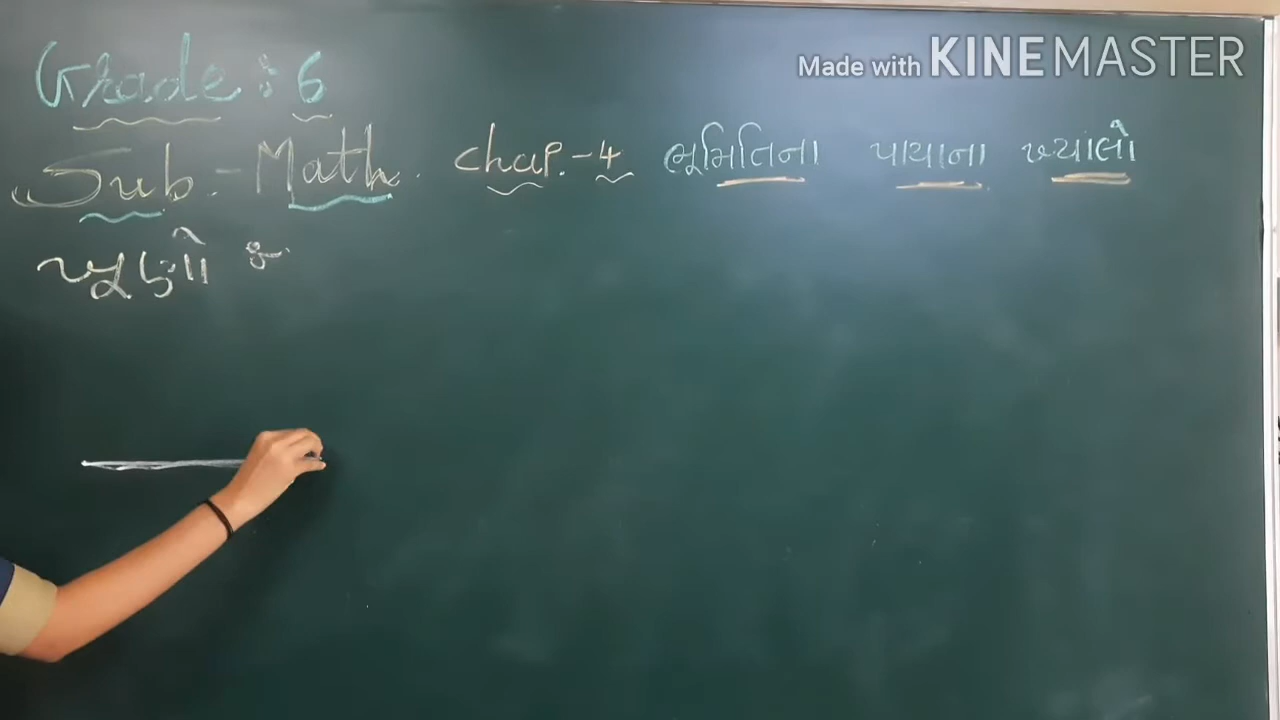 Made with KINEMASTER
Grade : 6
Sub. - Math. Chap. - 4 ભૂમિતિના પાયાના ખ્યાલો
ખૂણો :-